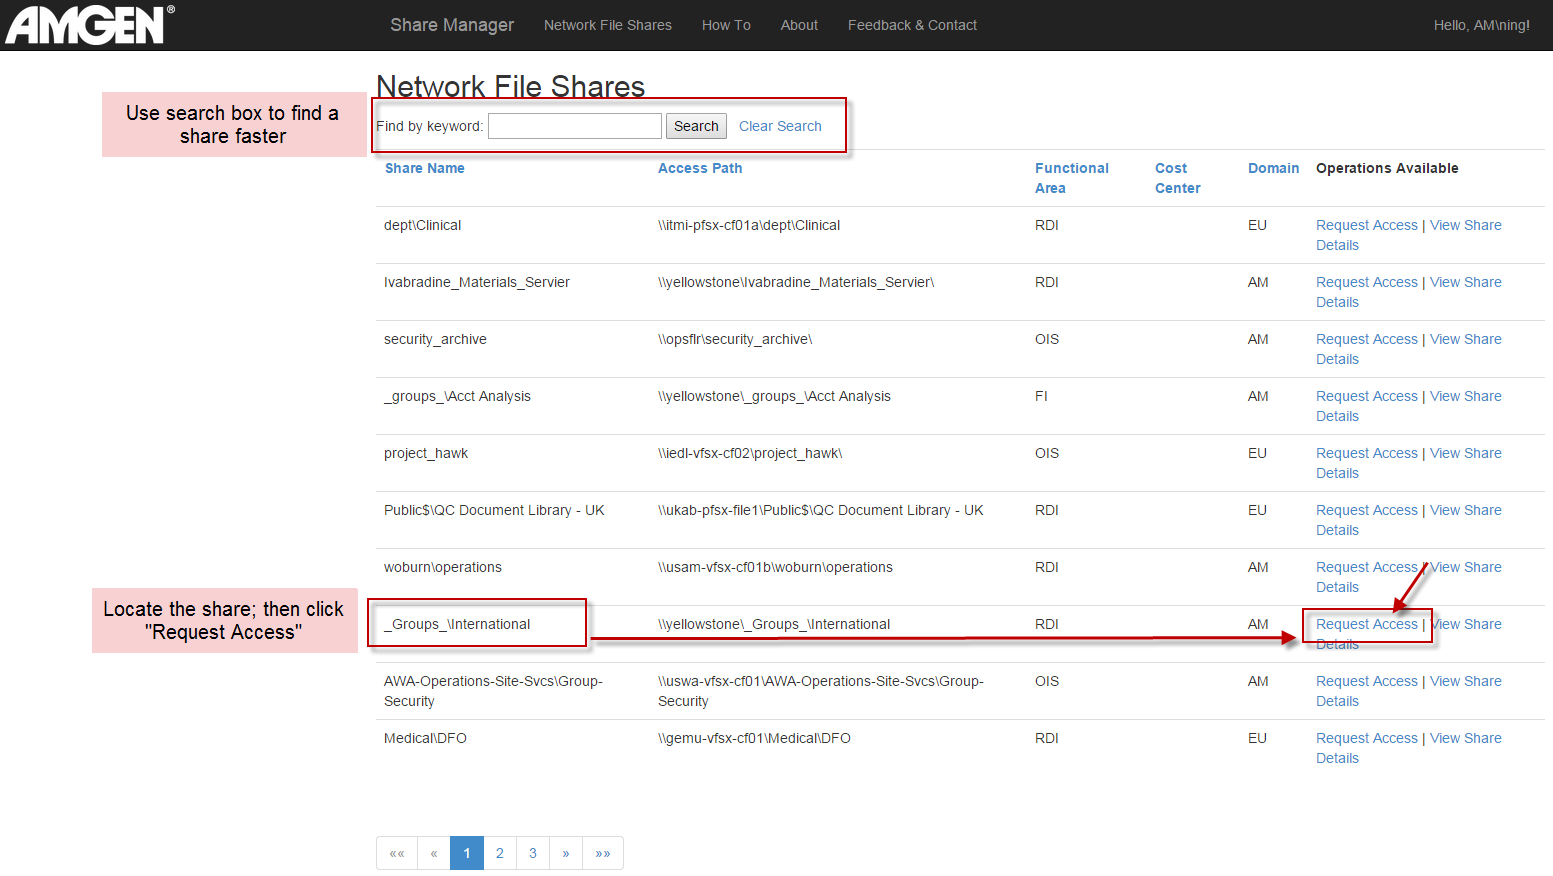 AMGEN®
Share Manager Network File Shares How To About Feedback & Contact Hello, AM\ning!
Network File Shares
Use search box to find a
share faster
Find by keyword: Search Clear Search
Share Name Access Path Functional Area Cost Center Domain Operations Available
dept\Clinical \\itmi-pfsx-cf01a\dept\Clinical RDI EU Request Access | View Share
Details
Ivabradine_Materials_Servier \\yellowstone\Ivabradine_Materials_Servier\ RDI AM Request Access | View Share
Details
security_archive \\opsflr\security_archive\ OIS AM Request Access | View Share
Details
_groups_\Acct Analysis \\yellowstone\_groups_\Acct Analysis FI AM Request Access | View Share
Details
project_hawk \\iedl-vfsx-cf02\project_hawk\ OIS EU Request Access | View Share
Details
Public$\QC Document Library - UK \\ukab-pfsx-file1\Public$\QC Document Library - UK RDI EU Request Access | View Share
Details
woburn\operations \\usam-vfsx-cf01b\woburn\operations RDI AM Request Access | View Share
Details
Locate the share; then click
"Request Access"
_Groups_\International \\yellowstone\_Groups_\International RDI AM Request Access | View Share
Details
AWA-Operations-Site-Svcs\Group- \\uswa-vfsx-cf01\AWA-Operations-Site-Svcs\Group- OIS AM Request Access | View Share
Security Security Details
Medical\DFO \\gemu-vfsx-cf01\Medical\DFO RDI EU Request Access | View Share
Details
«« « 1 2 3 » »»